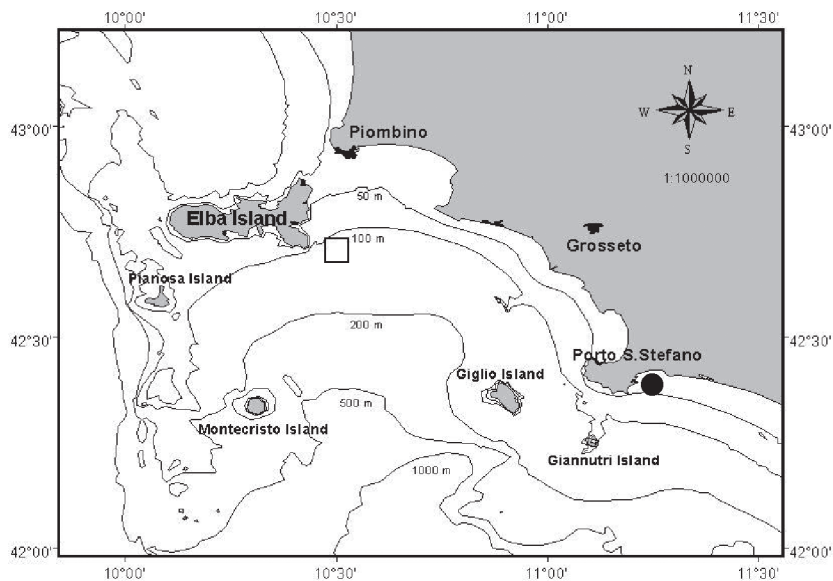 10°00' 10°30' 11°00' 11°30'
N
W E
S
1:1000000
43°00' 43°00'
Piombino
50 m
Elba Island
100 m
Grosseto
Pianosa Island
200 m
42°30' 42°30'
Porto S.Stefano
Giglio Island
500 m
Montecristo Island
Giannutri Island
1000 m
42°00' 42°00'
10°00' 10°30' 11°00' 11°30'